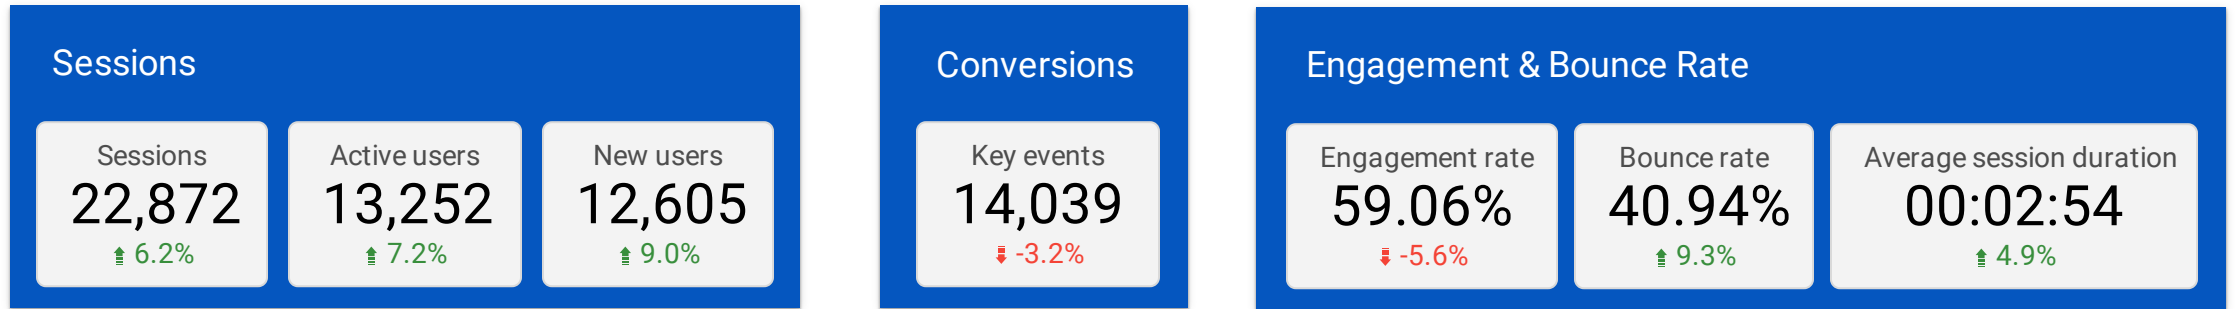 Sessions
Sessions
22,872
6.2%
Active users
13,252
7.2%
New users
12,605
9.0%
Conversions
Key events
14,039
-3.2%
Engagement & Bounce Rate
Engagement rate
59.06%
-5.6%
Bounce rate
40.94%
9.3%
Average session duration
00:02:54
4.9%